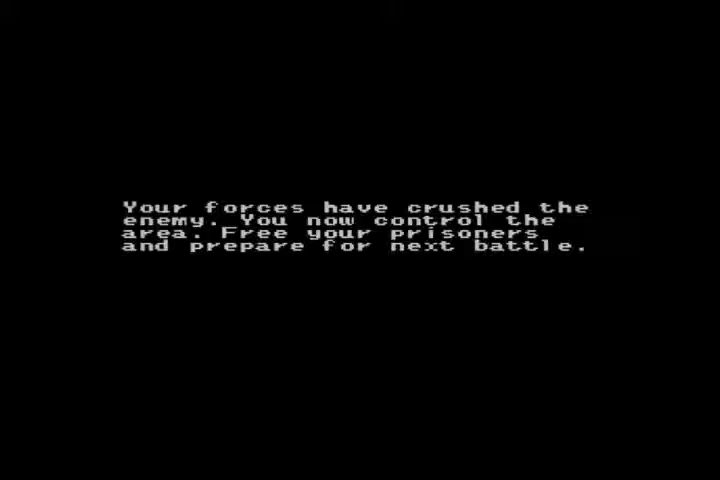 Your forces have crushed the
enemy. You now control the
area. Free your prisoners
and prepare for next battle.